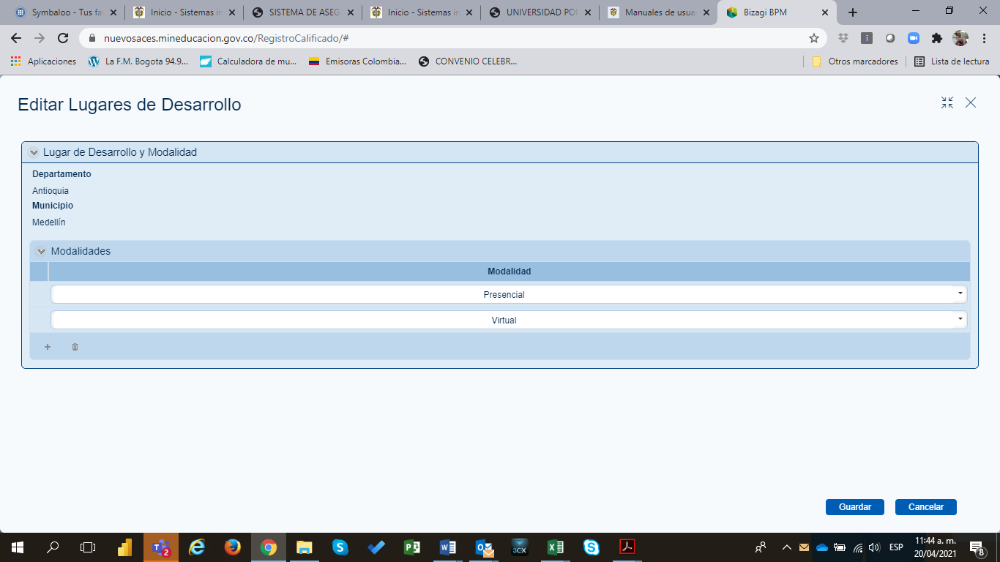 Symbaloo - Tus fa
Inicio - Sistemas in
SISTEMA DE ASEG
Inicio - Sistemas in
UNIVERSIDAD PON
Manuales de usua
Bizagi BPM
nuevosaces.mineducacion.gov.co/RegistroCalificado/#
Aplicaciones
La F.M. Bogota 94.9...
Calculadora de mu...
Emisoras Colombia...
CONVENIO CELEBR...
Otros marcadores
Lista de lectura
Editar Lugares de Desarrollo
Lugar de Desarrollo y Modalidad
Departamento
Antioquia
Municipio
Medellín
Modalidades
Modalidad
Presencial
Virtual
Guardar
Cancelar
2
3CX
ESP
11:44 a. m.
20/04/2021
8